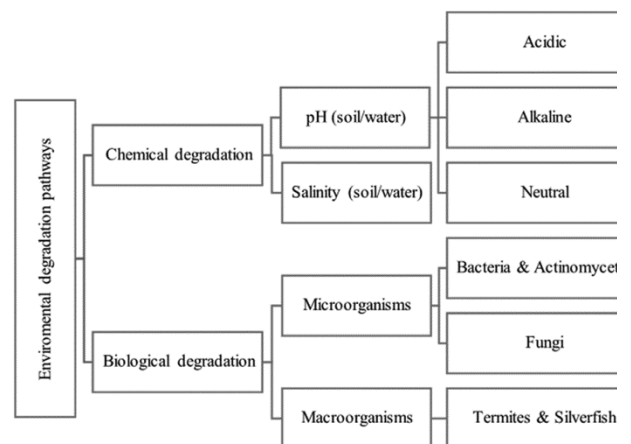 Enviromental degradation pathways
Chemical degradation
pH (soil/water)
Acidic
Alkaline
Neutral
Salinity (soil/water)
Biological degradation
Microorganisms
Bacteria & Actinomycet
Fungi
Macroorganisms
Termites & Silverfish